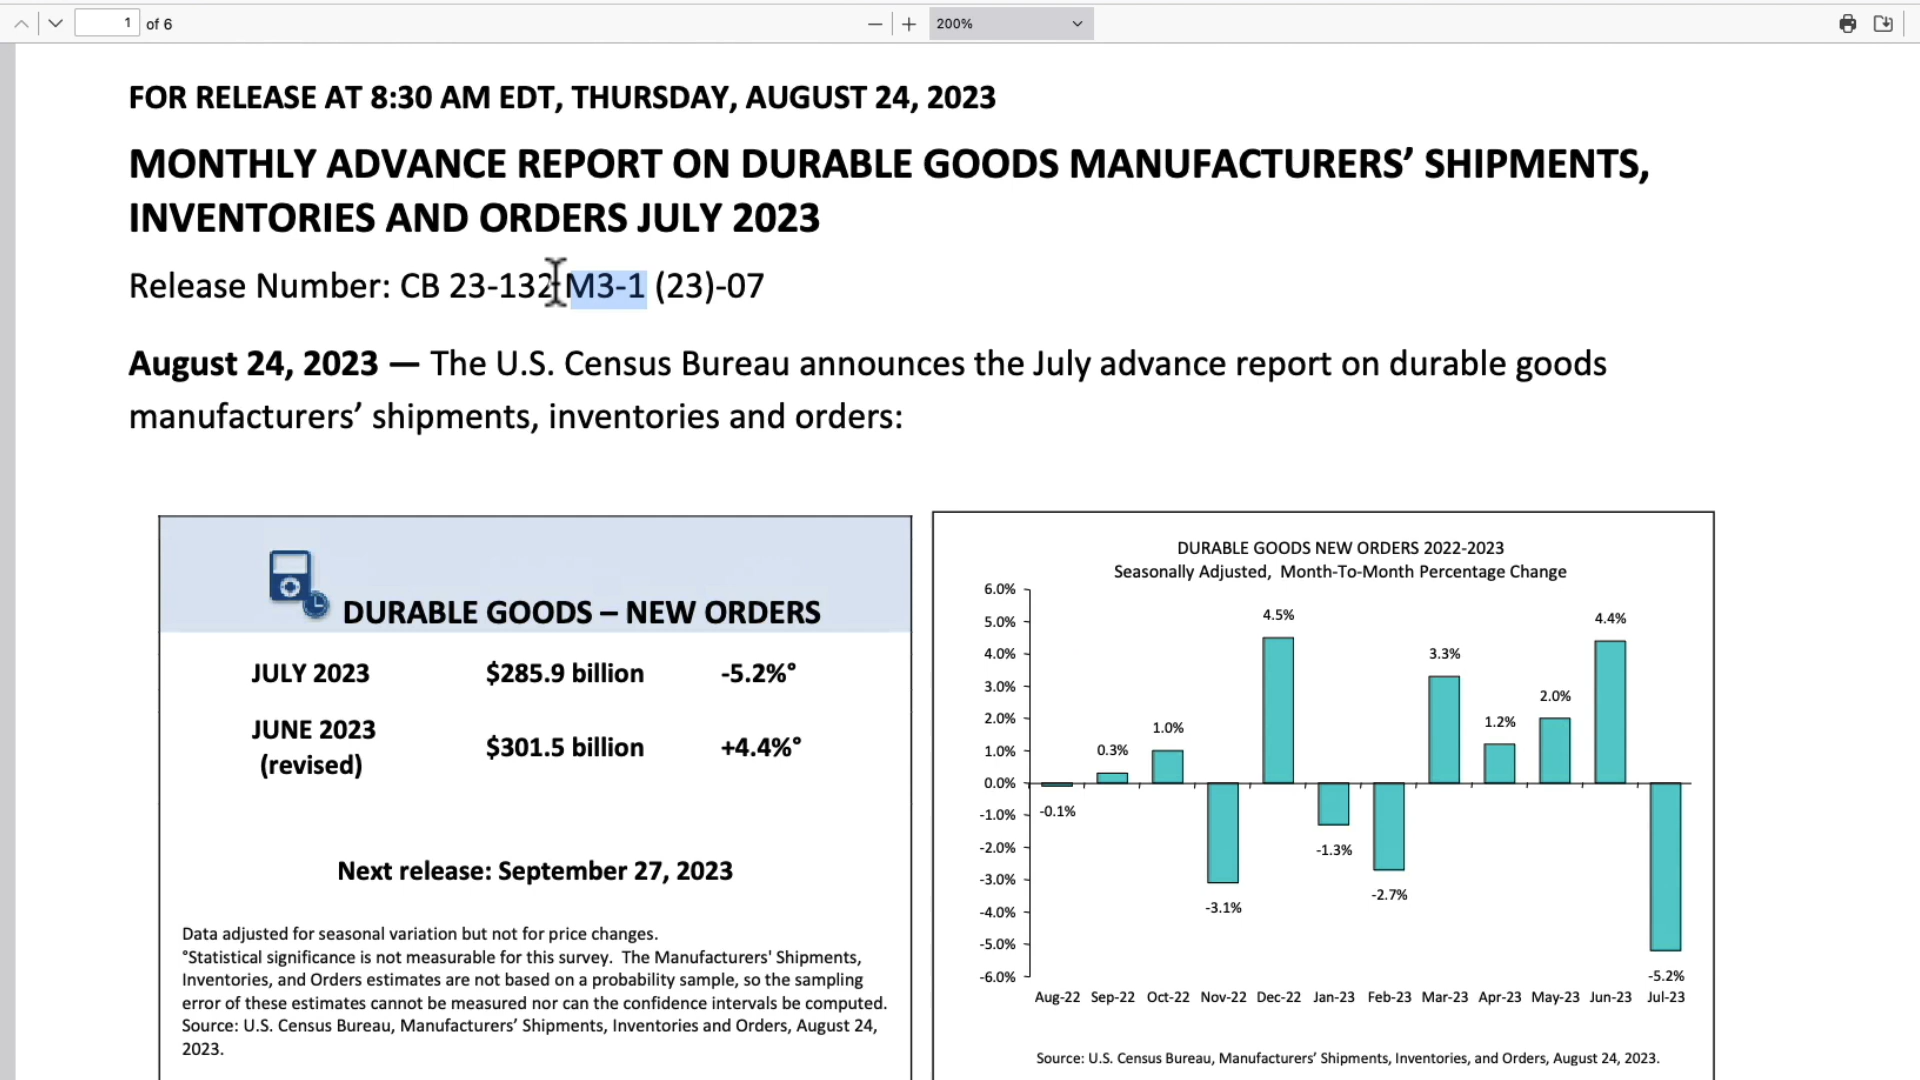 1 of 6
200%
FOR RELEASE AT 8:30 AM EDT, THURSDAY, AUGUST 24, 2023
MONTHLY ADVANCE REPORT ON DURABLE GOODS MANUFACTURERS’ SHIPMENTS,
INVENTORIES AND ORDERS JULY 2023
Release Number: CB 23-132 M3-1 (23)-07
August 24, 2023 — The U.S. Census Bureau announces the July advance report on durable goods
manufacturers’ shipments, inventories and orders:
DURABLE GOODS – NEW ORDERS
JULY 2023 $285.9 billion -5.2%°
JUNE 2023
(revised) $301.5 billion +4.4%°
Next release: September 27, 2023
Data adjusted for seasonal variation but not for price changes.
°Statistical significance is not measurable for this survey. The Manufacturers' Shipments,
Inventories, and Orders estimates are not based on a probability sample, so the sampling
error of these estimates cannot be measured nor can the confidence intervals be computed.
Source: U.S. Census Bureau, Manufacturers’ Shipments, Inventories and Orders, August 24,
2023.
DURABLE GOODS NEW ORDERS 2022-2023
Seasonally Adjusted, Month-To-Month Percentage Change
6.0%
5.0%
4.0%
3.0%
2.0%
1.0%
0.0%
-1.0%
-2.0%
-3.0%
-4.0%
-5.0%
-6.0%
-0.1%
0.3%
1.0%
-3.1%
4.5%
-1.3%
-2.7%
3.3%
1.2%
2.0%
4.4%
-5.2%
Aug-22 Sep-22 Oct-22 Nov-22 Dec-22 Jan-23 Feb-23 Mar-23 Apr-23 May-23 Jun-23 Jul-23
Source: U.S. Census Bureau, Manufacturers’ Shipments, Inventories, and Orders, August 24, 2023.